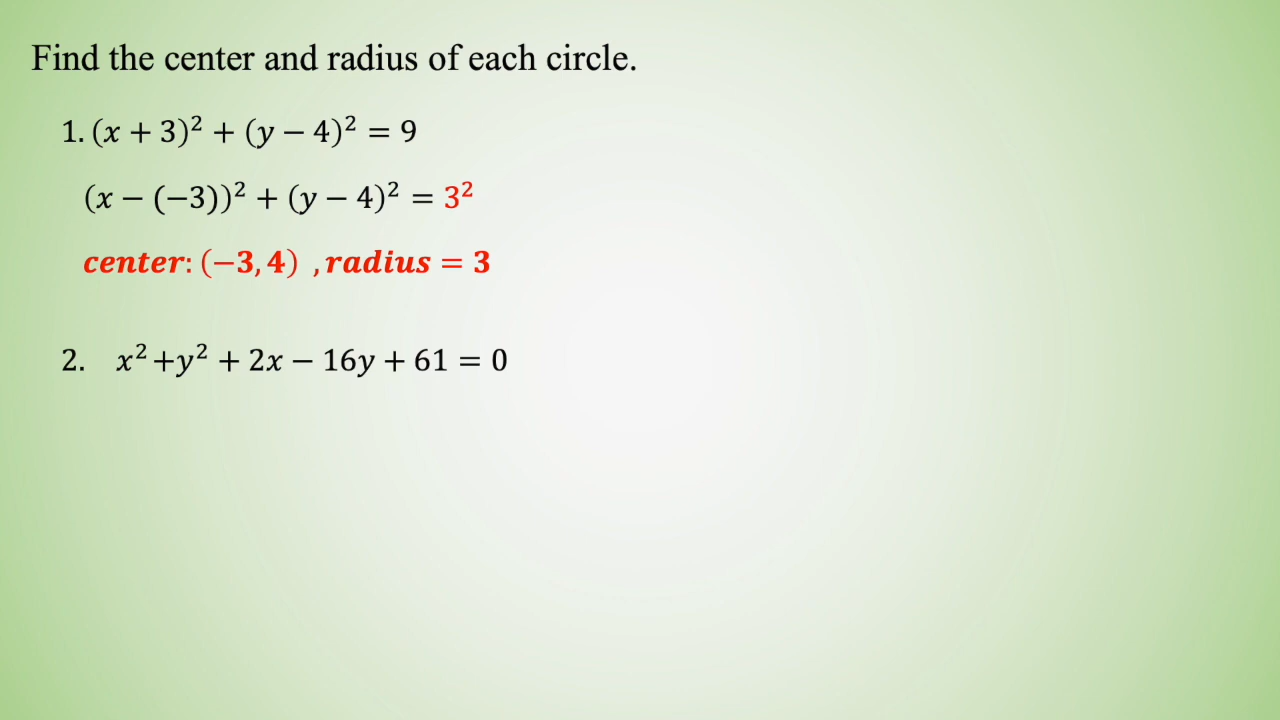 Find the center and radius of each circle.
1. (x + 3)² + (y − 4)² = 9
(x − (−3))² + (y − 4)² = 3²
center: (−3, 4) , radius = 3
2. x² +y² + 2x − 16y + 61 = 0